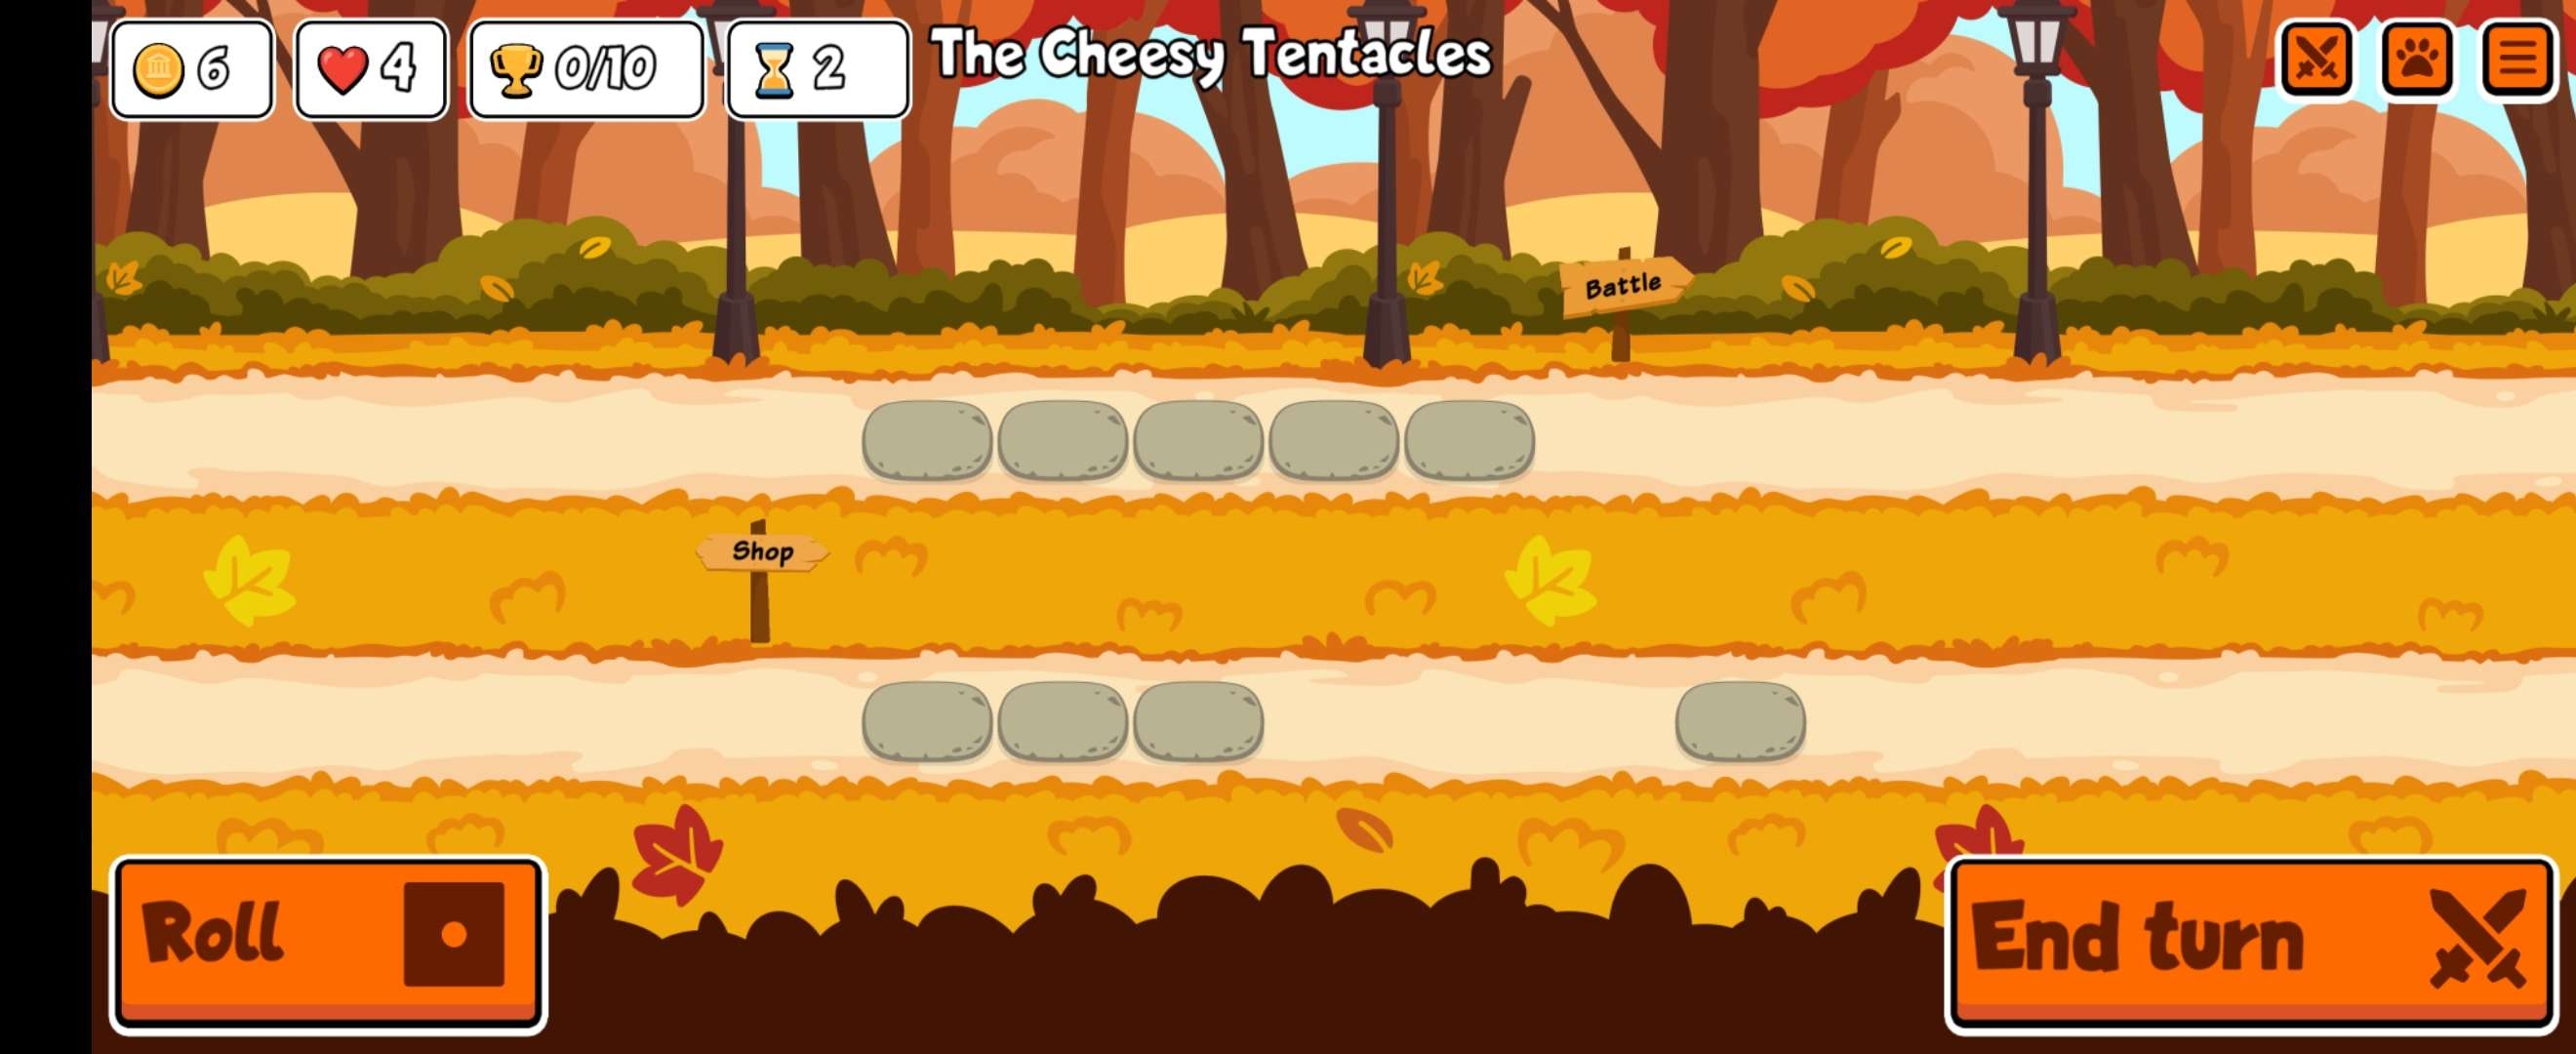 6
4
0/10
2
The Cheesy Tentacles
Battle
Shop
Roll
End turn